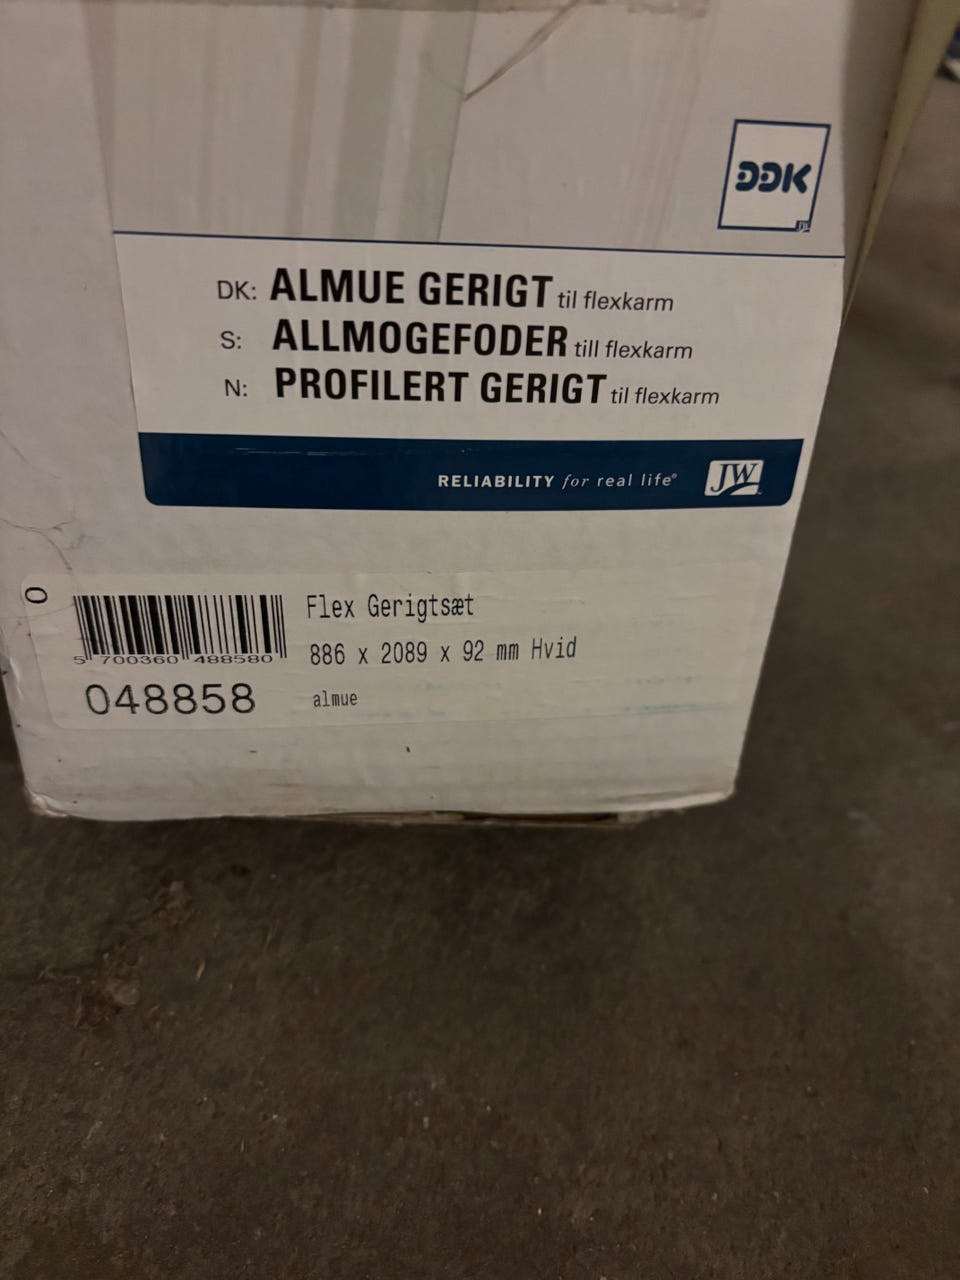 DDK
JW
DK: ALMUE GERIGT til flexkarm
S: ALLMOGEFODER till flexkarm
N: PROFILERT GERIGT til flexkarm
RELIABILITY for real life®
JW
0
Flex Gerigtsæt
5 700360 488580
886 x 2089 x 92 mm Hvid
048858
almue